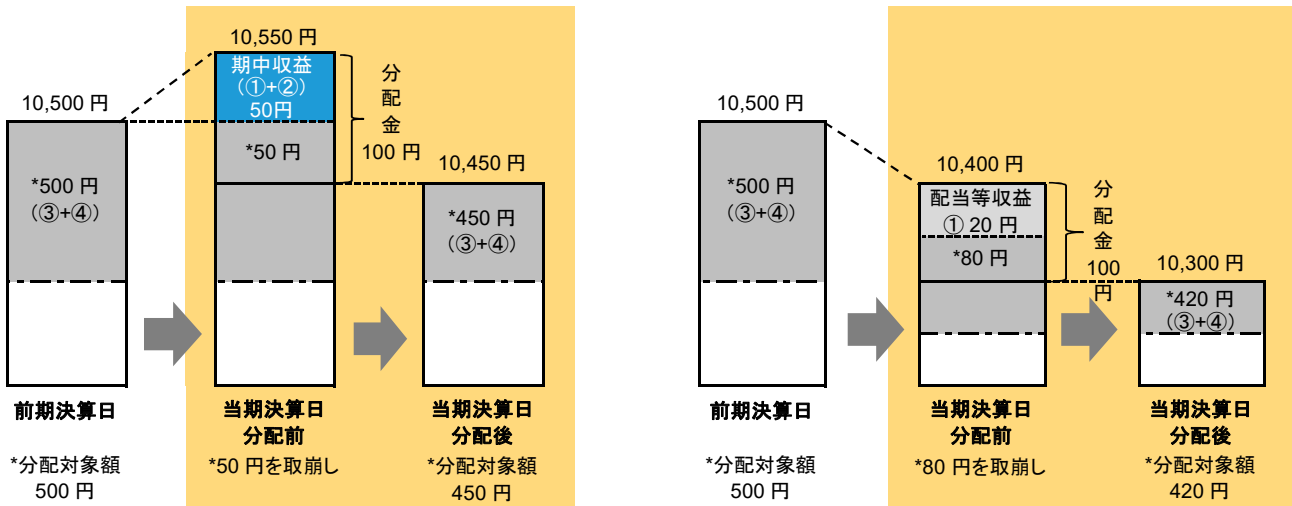 10,500 円
*500 円
(③+④)
前期決算日
*分配対象額
500 円
10,550 円
期中収益
(①+②)
50円
*50 円
分
配
金
100 円
当期決算日
分配前
*50 円を取崩し
10,450 円
*450 円
(③+④)
当期決算日
分配後
*分配対象額
450 円
10,500 円
*500 円
(③+④)
前期決算日
*分配対象額
500 円
10,400 円
配当等収益
① 20 円
*80 円
分
配
金
100
円
当期決算日
分配前
*80 円を取崩し
10,300 円
*420 円
(③+④)
当期決算日
分配後
*分配対象額
420 円